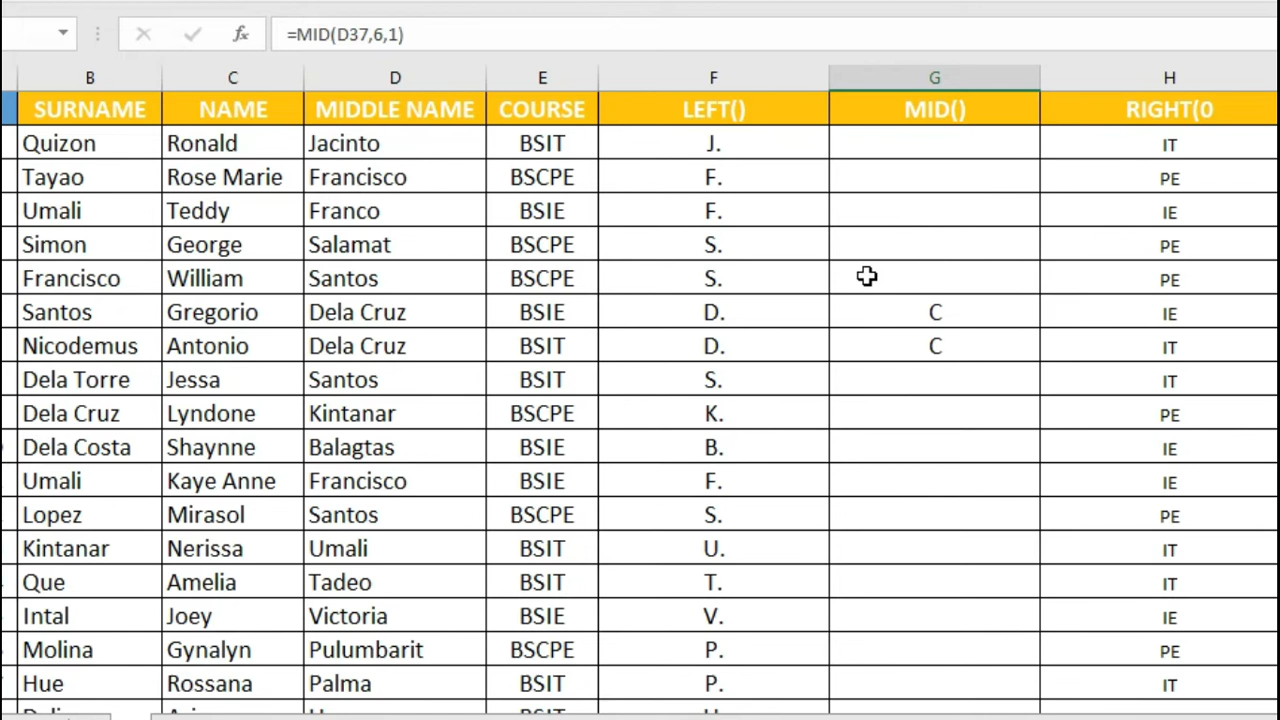 fx =MID(D37,6,1)
B C D E F G H
SURNAME NAME MIDDLE NAME COURSE LEFT() MID() RIGHT(0
Quizon Ronald Jacinto BSIT J. IT
Tayao Rose Marie Francisco BSCPE F. PE
Umali Teddy Franco BSIE F. IE
Simon George Salamat BSCPE S. PE
Francisco William Santos BSCPE S. PE
Santos Gregorio Dela Cruz BSIE D. C IE
Nicodemus Antonio Dela Cruz BSIT D. C IT
Dela Torre Jessa Santos BSIT S. IT
Dela Cruz Lyndone Kintanar BSCPE K. PE
Dela Costa Shaynne Balagtas BSIE B. IE
Umali Kaye Anne Francisco BSIE F. IE
Lopez Mirasol Santos BSCPE S. PE
Kintanar Nerissa Umali BSIT U. IT
Que Amelia Tadeo BSIT T. IT
Intal Joey Victoria BSIE V. IE
Molina Gynalyn Pulumbarit BSCPE P. PE
Hue Rossana Palma BSIT P. IT
BSIT